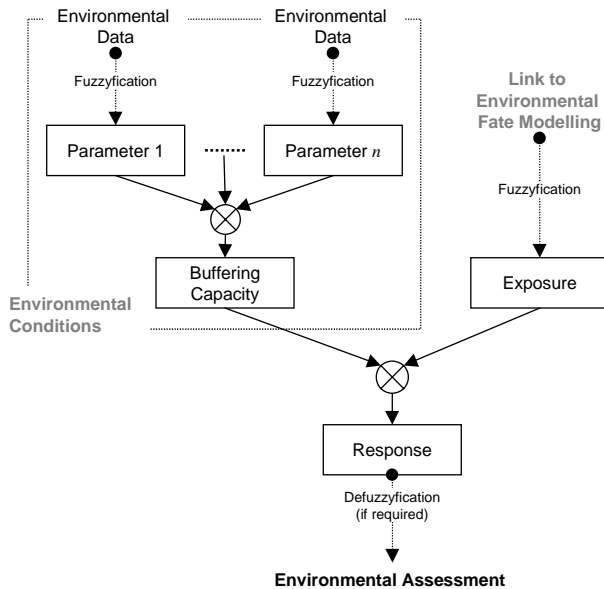 Environmental
Data
Environmental
Data
Fuzzyfication
Fuzzyfication
Link to
Environmental
Fate Modelling
Parameter 1
........
Parameter n
Fuzzyfication
Buffering
Capacity
Exposure
Environmental
Conditions
Response
Defuzzyfication
(if required)
Environmental Assessment